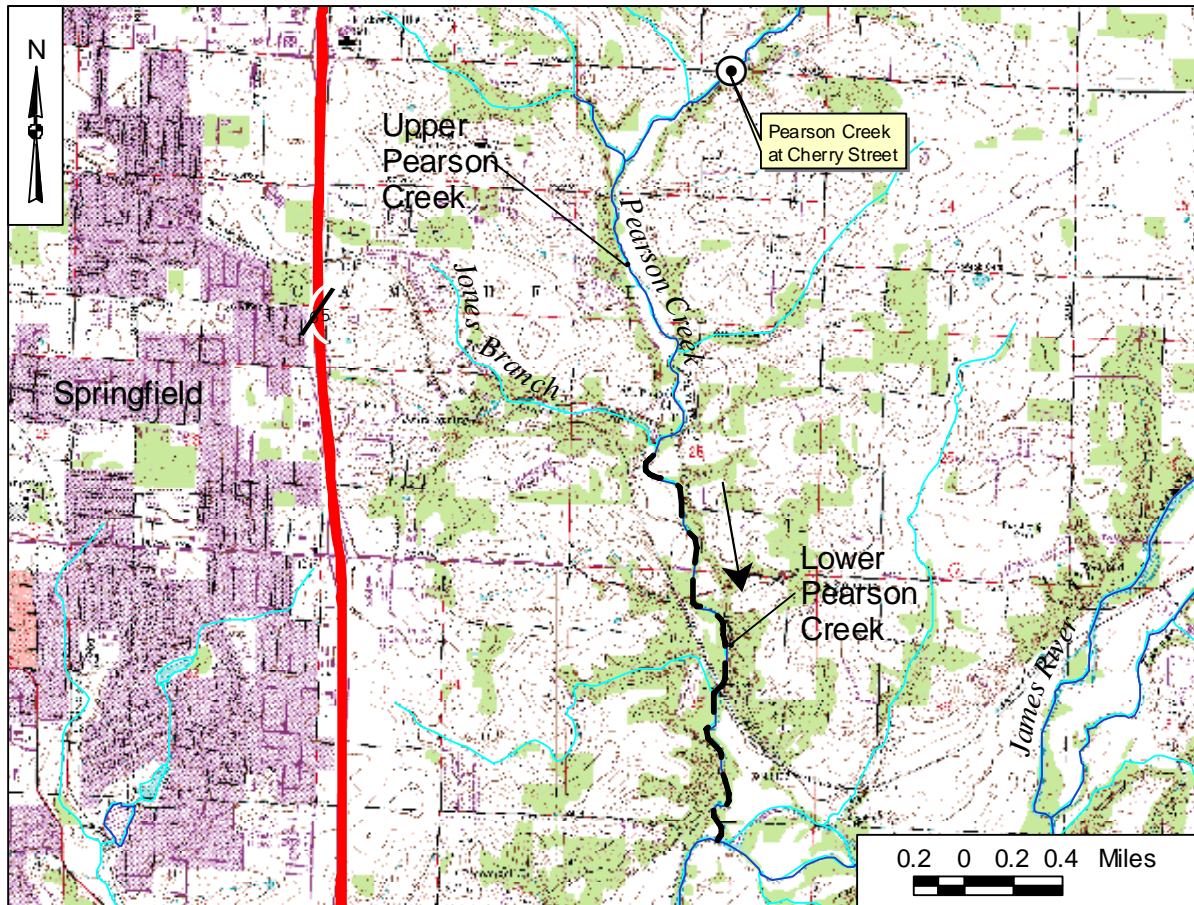 N
Upper
Pearson
Creek
Pearson Creek
at Cherry Street
Pearson Creek
Jones Branch
Springfield
Lower
Pearson
Creek
James River
0.2 0 0.2 0.4 Miles